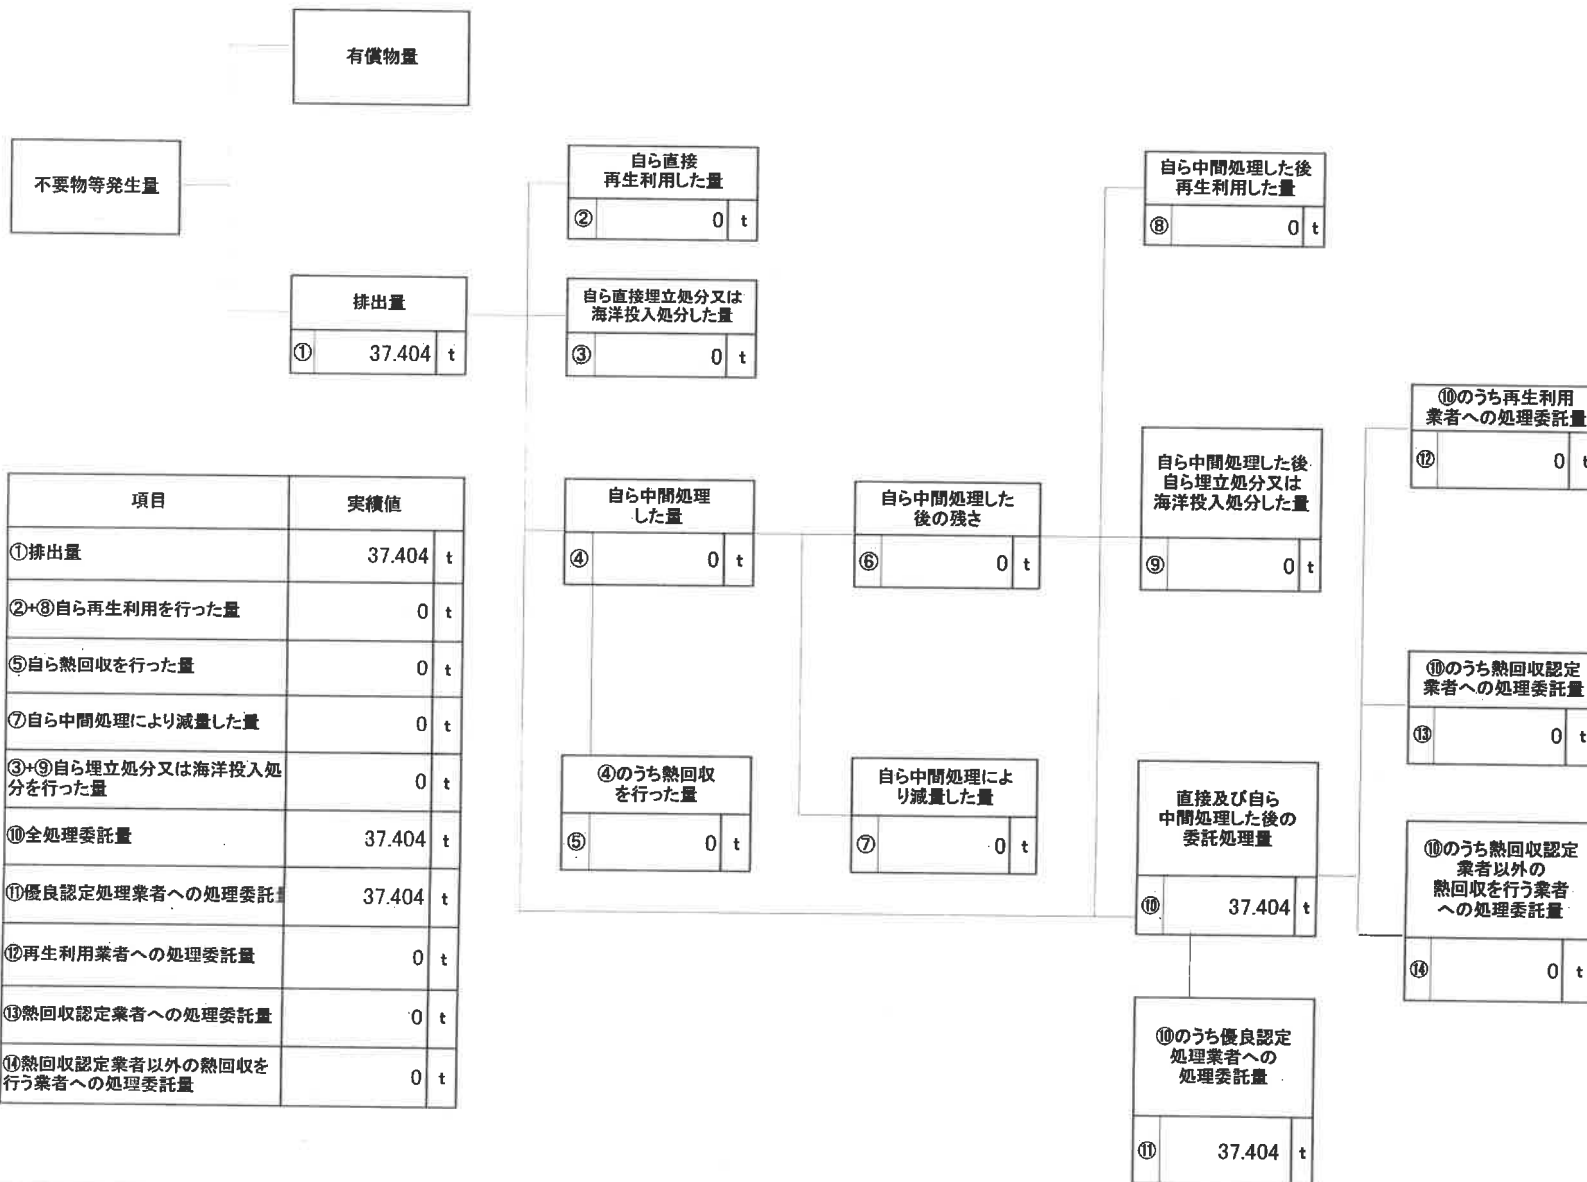 有償物量
不要物等発生量
排出量
① 37.404 t
自ら直接
再生利用した量
② 0 t
自ら直接埋立処分又は
海洋投入処分した量
③ 0 t
自ら中間処理
した量
④ 0 t
④のうち熱回収
を行った量
⑤ 0 t
自ら中間処理した
後の残さ
⑥ 0 t
自ら中間処理によ
り減量した量
⑦ 0 t
自ら中間処理した後
再生利用した量
⑧ 0 t
自ら中間処理した後
自ら埋立処分又は
海洋投入処分した量
⑨ 0 t
直接及び自ら
中間処理した後の
委託処理量
⑩ 37.404 t
⑩のうち優良認定
処理業者への
処理委託量
⑪ 37.404 t
⑩のうち再生利用
業者への処理委託量
⑫ 0 t
⑩のうち熱回収認定
業者への処理委託量
⑬ 0 t
⑩のうち熱回収認定
業者以外の
熱回収を行う業者
への処理委託量
⑭ 0 t
項目 実績値
①排出量 37.404 t
②+⑧自ら再生利用を行った量 0 t
⑤自ら熱回収を行った量 0 t
⑦自ら中間処理により減量した量 0 t
③+⑨自ら埋立処分又は海洋投入処
分を行った量 0 t
⑩全処理委託量 37.404 t
⑪優良認定処理業者への処理委託量 37.404 t
⑫再生利用業者への処理委託量 0 t
⑬熱回収認定業者への処理委託量 0 t
⑭熱回収認定業者以外の熱回収を
行う業者への処理委託量 0 t